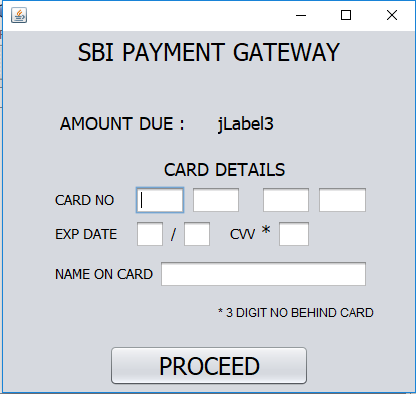 SBI PAYMENT GATEWAY
AMOUNT DUE : jLabel3
CARD DETAILS
CARD NO
EXP DATE / CVV *
NAME ON CARD
* 3 DIGIT NO BEHIND CARD
PROCEED